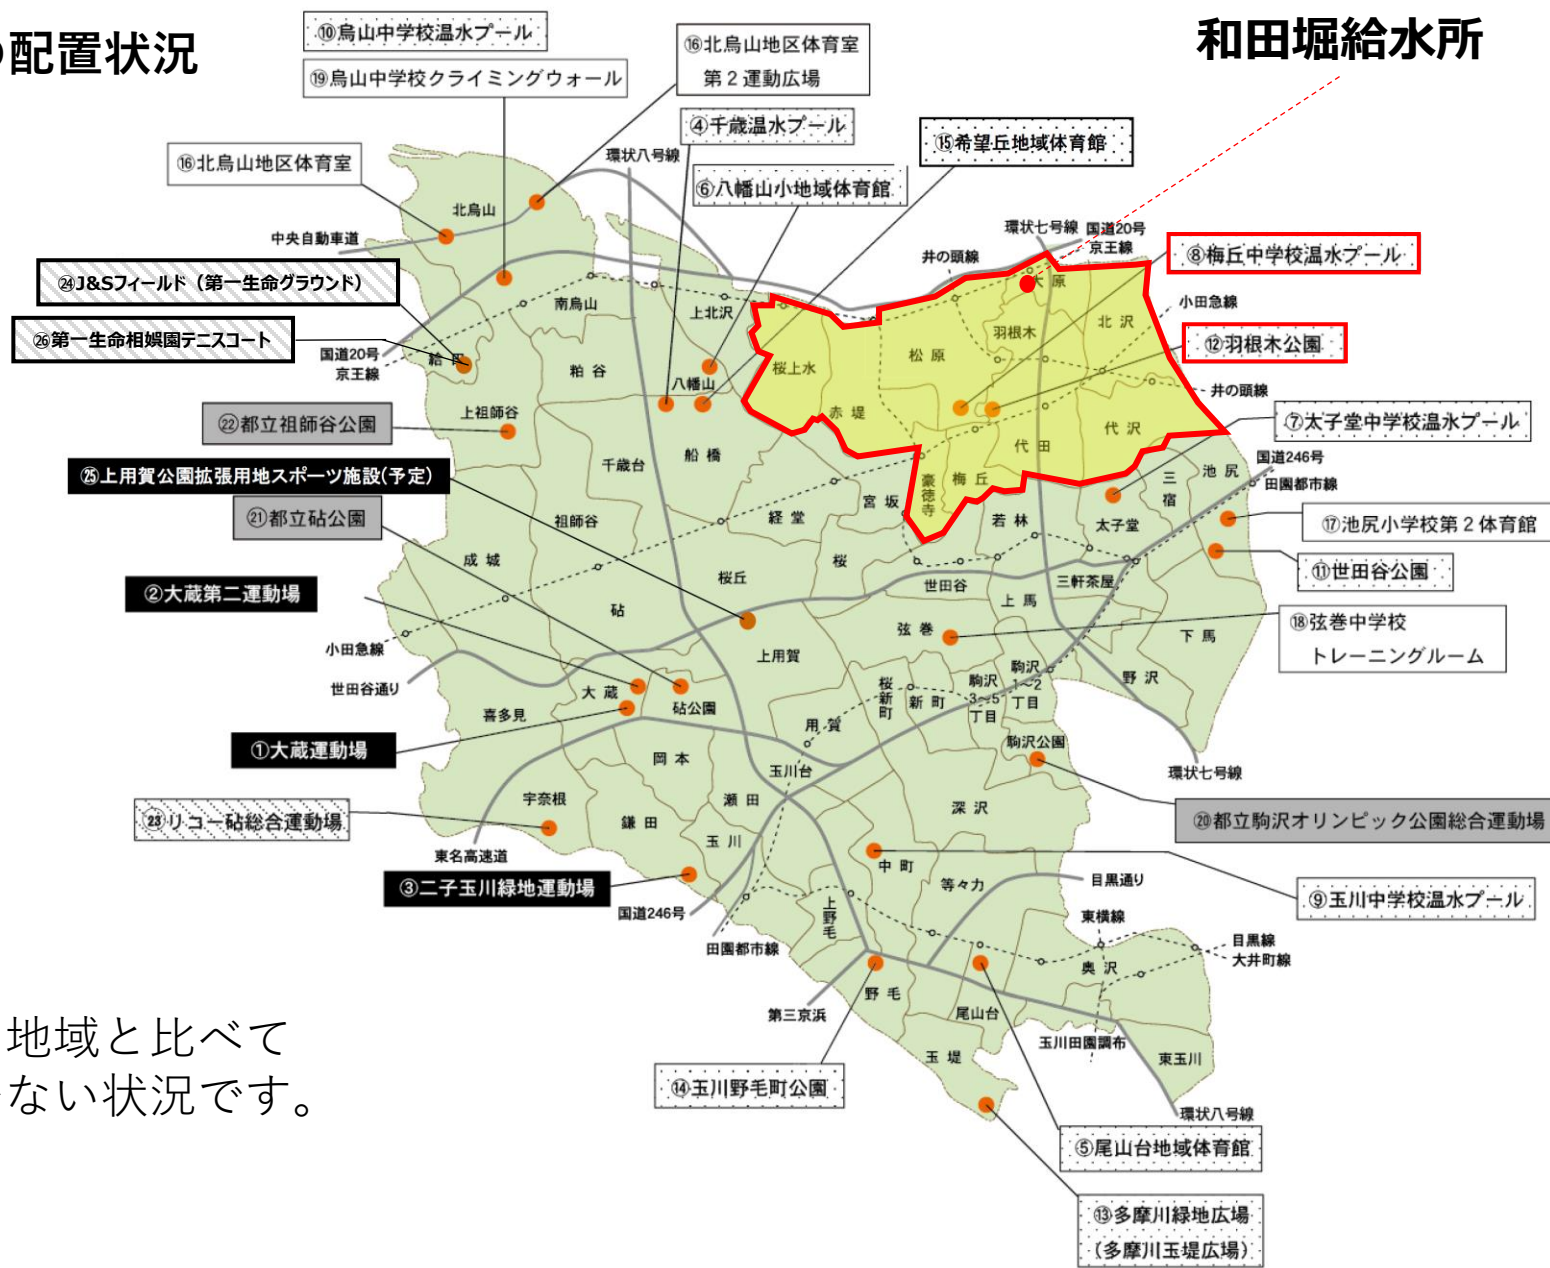 配置状況
和田堀給水所
⑩烏山中学校温水プール
⑲烏山中学校クライミングウォール
⑯北烏山地区体育室
第2運動広場
④千歳温水プール
⑮希望丘地域体育館
⑯北烏山地区体育室
環状八号線
⑥八幡山小地域体育館
北烏山
中央自動車道
環状七号線
国道20号
京王線
井の頭線
⑧梅丘中学校温水プール
㉔J&Sフィールド（第一生命グラウンド）
大原
南烏山
上北沢
小田急線
北沢
羽根木
㉖第一生命相娯園テニスコート
国道20号
京王線
給田
粕谷
桜上水
松原
⑫羽根木公園
八幡山
井の頭線
上祖師谷
赤堤
㉒都立祖師谷公園
代沢
⑦太子堂中学校温水プール
千歳台
船橋
代田
国道246号
田園都市線
㉕上用賀公園拡張用地スポーツ施設(予定)
豪徳寺
梅丘
三宿
池尻
宮坂
㉑都立砧公園
祖師谷
経堂
若林
太子堂
⑰池尻小学校第2体育館
成城
桜丘
桜
世田谷
三軒茶屋
⑪世田谷公園
②大蔵第二運動場
砧
上馬
弦巻
下馬
⑱弦巻中学校
トレーニングルーム
小田急線
上用賀
世田谷通り
野沢
駒沢
1～2
丁目
駒沢
3～5
丁目
大蔵
砧公園
桜新町
新町
喜多見
用賀
①大蔵運動場
岡本
駒沢公園
玉川台
環状七号線
宇奈根
瀬田
深沢
㉓リコー砧総合運動場
鎌田
⑳都立駒沢オリンピック公園総合運動場
玉川
東名高速道
中町
③二子玉川緑地運動場
等々力
目黒通り
⑨玉川中学校温水プール
国道246号
上野毛
東横線
目黒線
大井町線
田園都市線
奥沢
野毛
第三京浜
尾山台
地域と比べて
ない状況です。
玉川田園調布
玉堤
東玉川
⑭玉川野毛町公園
環状八号線
⑤尾山台地域体育館
⑬多摩川緑地広場
（多摩川玉堤広場）